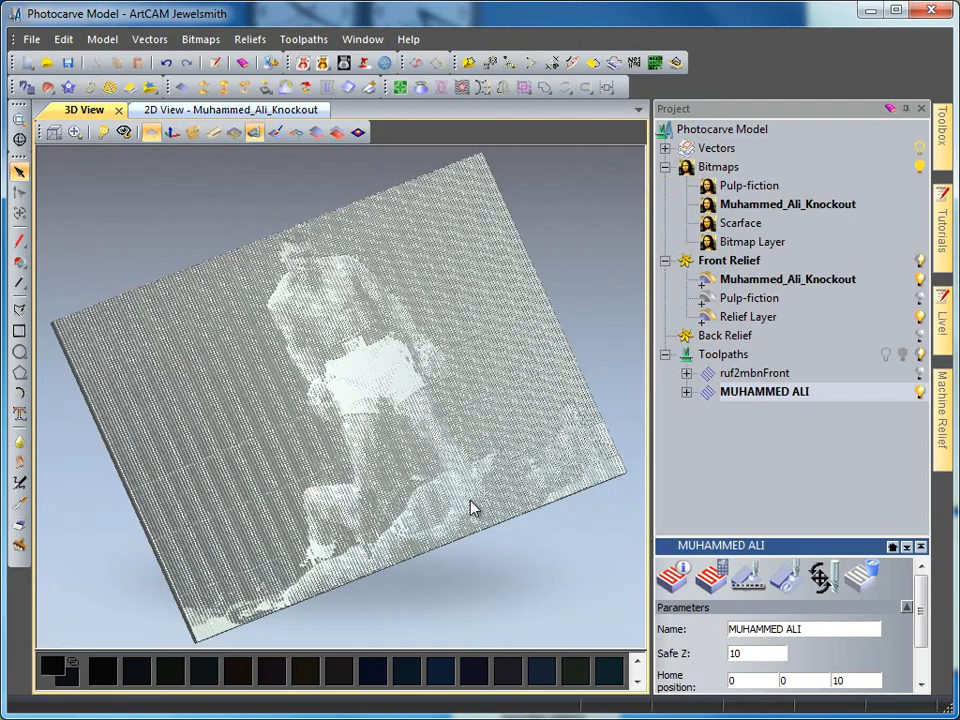 Photocarve Model - ArtCAM Jewelsmith
File Edit Model Vectors Bitmaps Reliefs Toolpaths Window Help
3D View
2D View - Muhammed_Ali_Knockout
Project
Photocarve Model
Vectors
Bitmaps
Pulp-fiction
Muhammed_Ali_Knockout
Scarface
Bitmap Layer
Front Relief
Muhammed_Ali_Knockout
Pulp-fiction
Relief Layer
Back Relief
Toolpaths
ruf2mbnFront
MUHAMMED ALI
Toolbox
Tutorials
Live!
Machine Relief
MUHAMMED ALI
Parameters
Name: MUHAMMED ALI
Safe Z: 10
Home position: 0 0 10